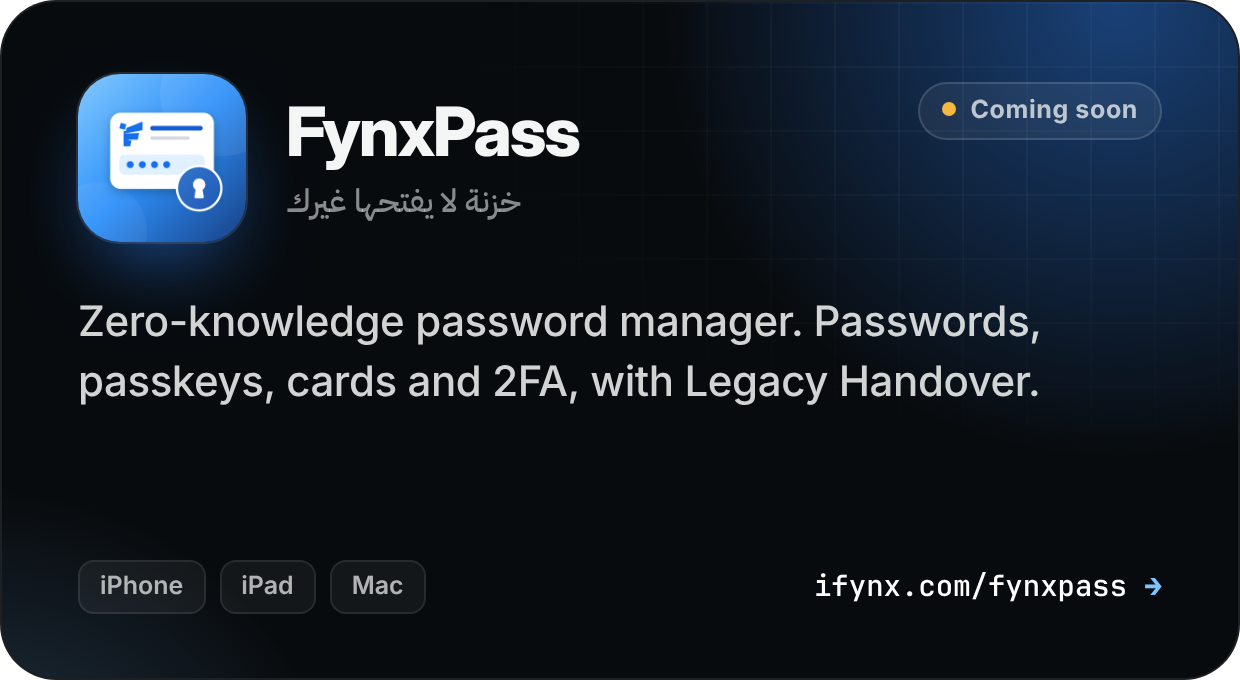 FynxPass
Coming soon
خزنة لا يفتحها غيرك
Zero-knowledge password manager. Passwords,
passkeys, cards and 2FA, with Legacy Handover.
iPhone
iPad
Mac
ifynx.com/fynxpass →